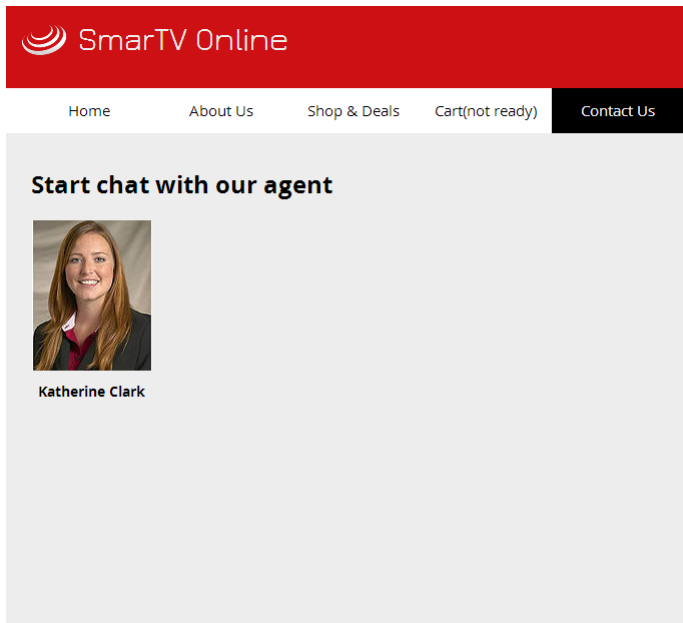 SmarTV Online
Home About Us Shop & Deals Cart(not ready) Contact Us
Start chat with our agent
Katherine Clark